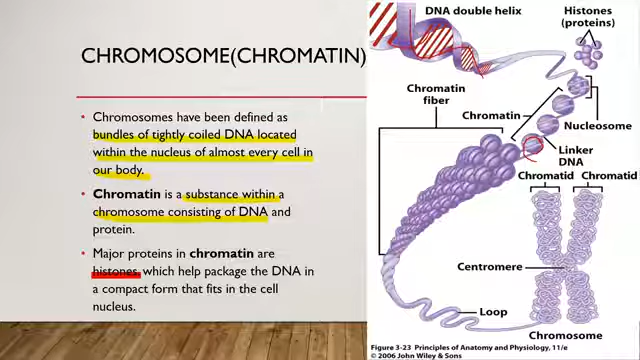 CHROMOSOME(CHROMATIN)
• Chromosomes have been defined as
bundles of tightly coiled DNA located
within the nucleus of almost every cell in
our body.
• Chromatin is a substance within a
chromosome consisting of DNA and
protein.
• Major proteins in chromatin are
histones, which help package the DNA in
a compact form that fits in the cell
nucleus.
DNA double helix
Histones
(proteins)
Chromatin
fiber
Chromatin
Nucleosome
Linker
DNA
Chromatid Chromatid
Centromere
Loop
Chromosome
Figure 3-23 Principles of Anatomy and Physiology, 11/e
© 2006 John Wiley & Sons